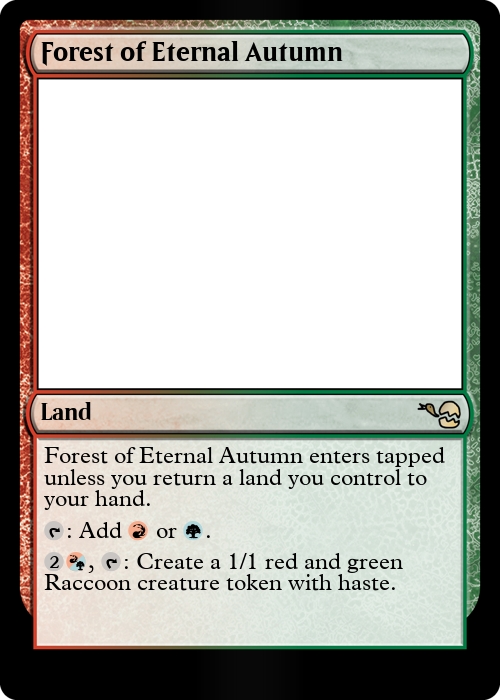 Forest of Eternal Autumn
Land
Forest of Eternal Autumn enters tapped
unless you return a land you control to
your hand.
: Add or .
2 , : Create a 1/1 red and green
Raccoon creature token with haste.